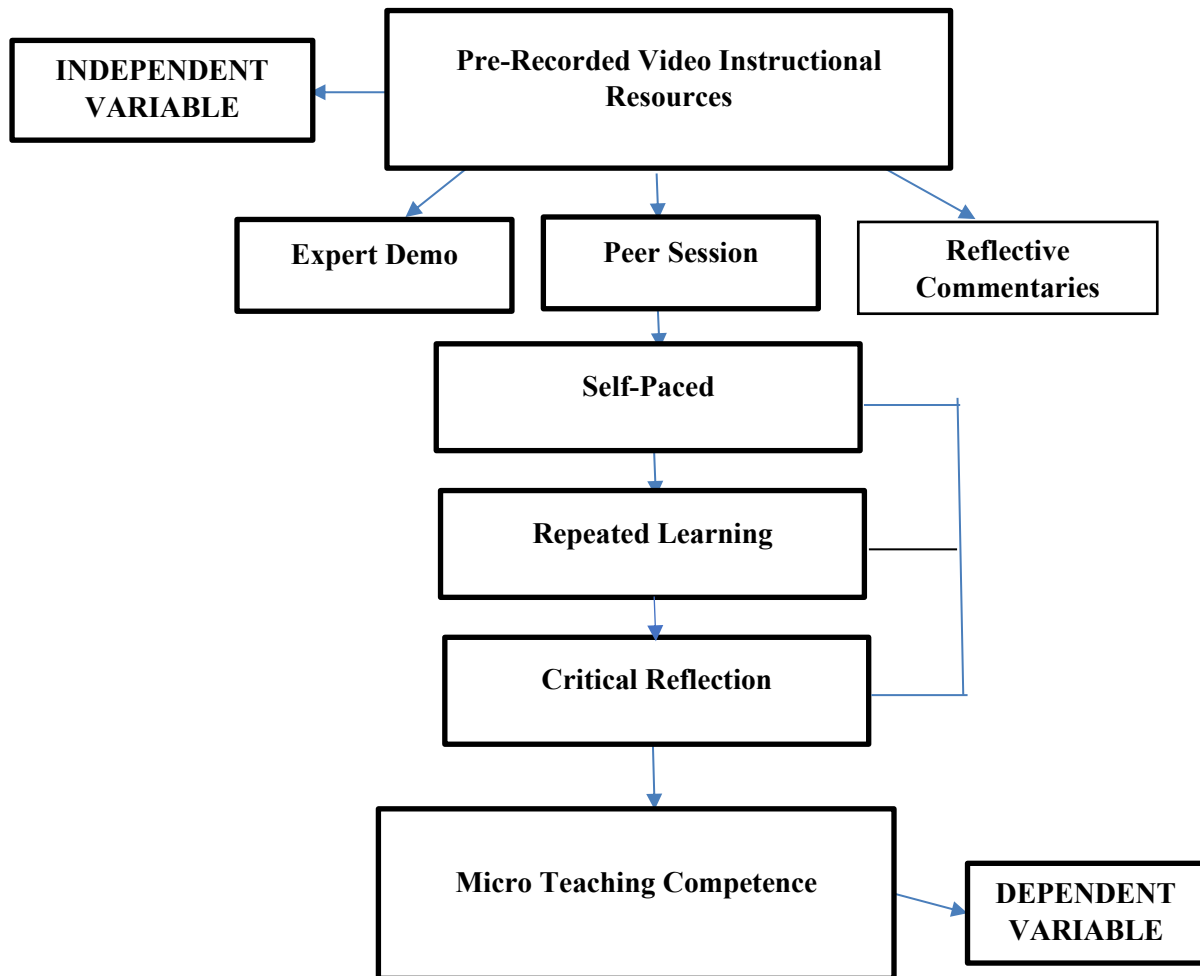 Pre-Recorded Video Instructional
Resources
INDEPENDENT
VARIABLE
Expert Demo
Peer Session
Reflective
Commentaries
Self-Paced
Repeated Learning
Critical Reflection
Micro Teaching Competence
DEPENDENT
VARIABLE